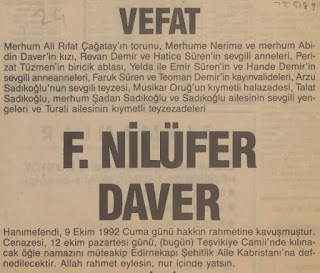 VEFAT
Merhum Ali Rıfat Çagatay'ın torunu, Merhume Nerime ve merhum Abi-
din Daver'in kızı, Revan Demir ve Hatice Süren'in sevgili anneleri, Peri-
zat Tüzmen'in biricik ablası, Yelda ile Emir Süren'in ve Hande Demir'in
sevgili anneanneleri, Faruk Süren ve Teoman Demir'in kayınvalideleri, Arzu
Sadıkoğlu'nun sevgili teyzesi, Musikar Oruğ'un kıymetli halazadesi, Talat
Sadıkoğlu, merhum Şadan Sadıkoğlu ve Sadıkoğlu ailesinin sevgili yen-
geleri ve Turali ailesinin kıymetli teyzezadeleri
F. NİLÜFER
DAVER
Hanımefendi, 9 Ekim 1992 Cuma günü hakkın rahmetine kavuşmuştur.
Cenazesi, 12 ekim pazartesi günü, (bugün) Teşvikiye Camii'nde kılına-
cak öğle namazını müteakip Edirnekapı Şehitlik Aile Kabristanı'na def-
nedilecektir. Allah rahmet eylesin, nur içinde yatsın.